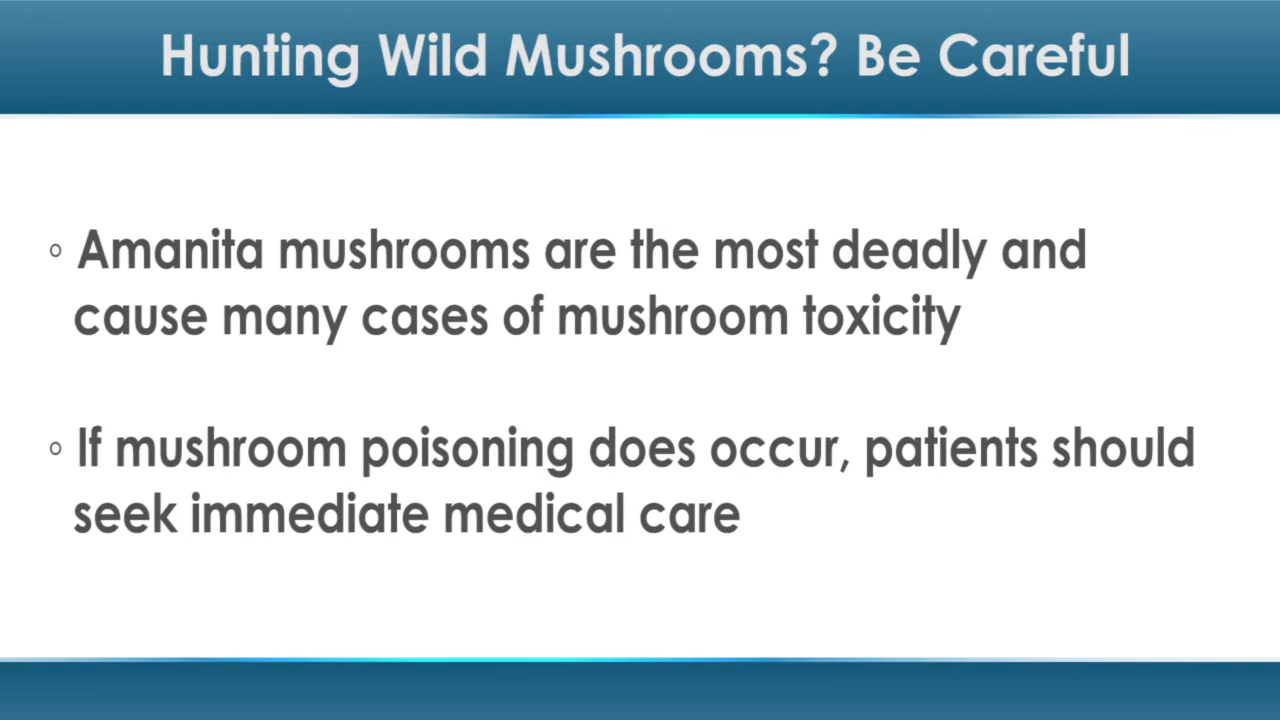 Hunting Wild Mushrooms? Be Careful
◦ Amanita mushrooms are the most deadly and
cause many cases of mushroom toxicity
◦ If mushroom poisoning does occur, patients should
seek immediate medical care